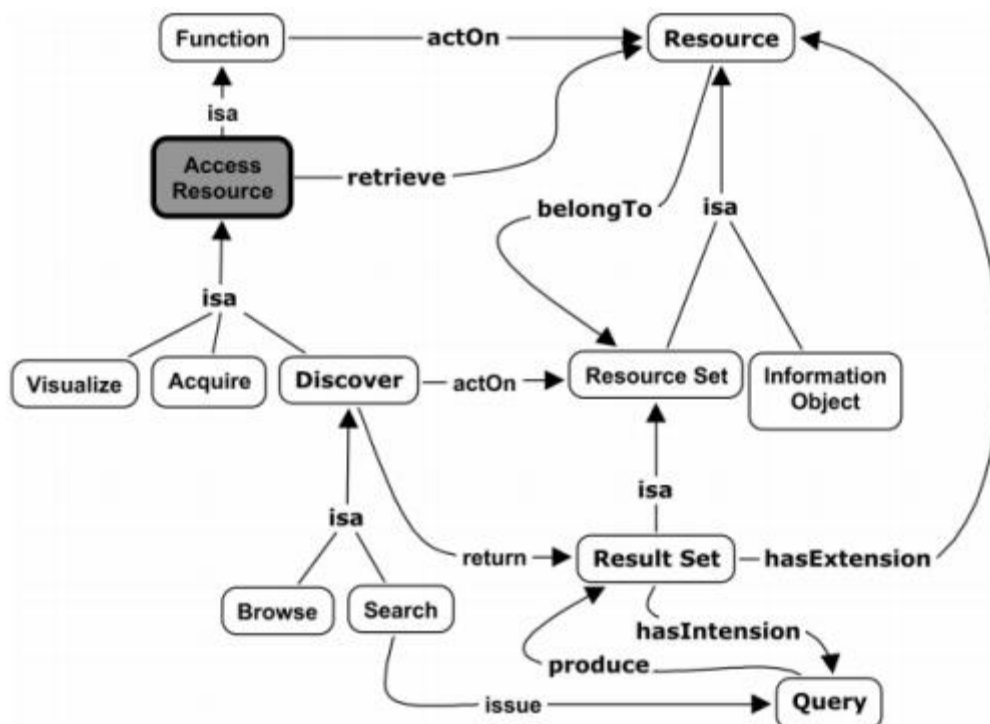 Function
actOn
Resource
isa
Access
Resource
retrieve
belongTo
isa
isa
Visualize
Acquire
Discover
actOn
Resource Set
Information
Object
isa
isa
return
Result Set
hasExtension
Browse
Search
hasIntension
produce
issue
Query